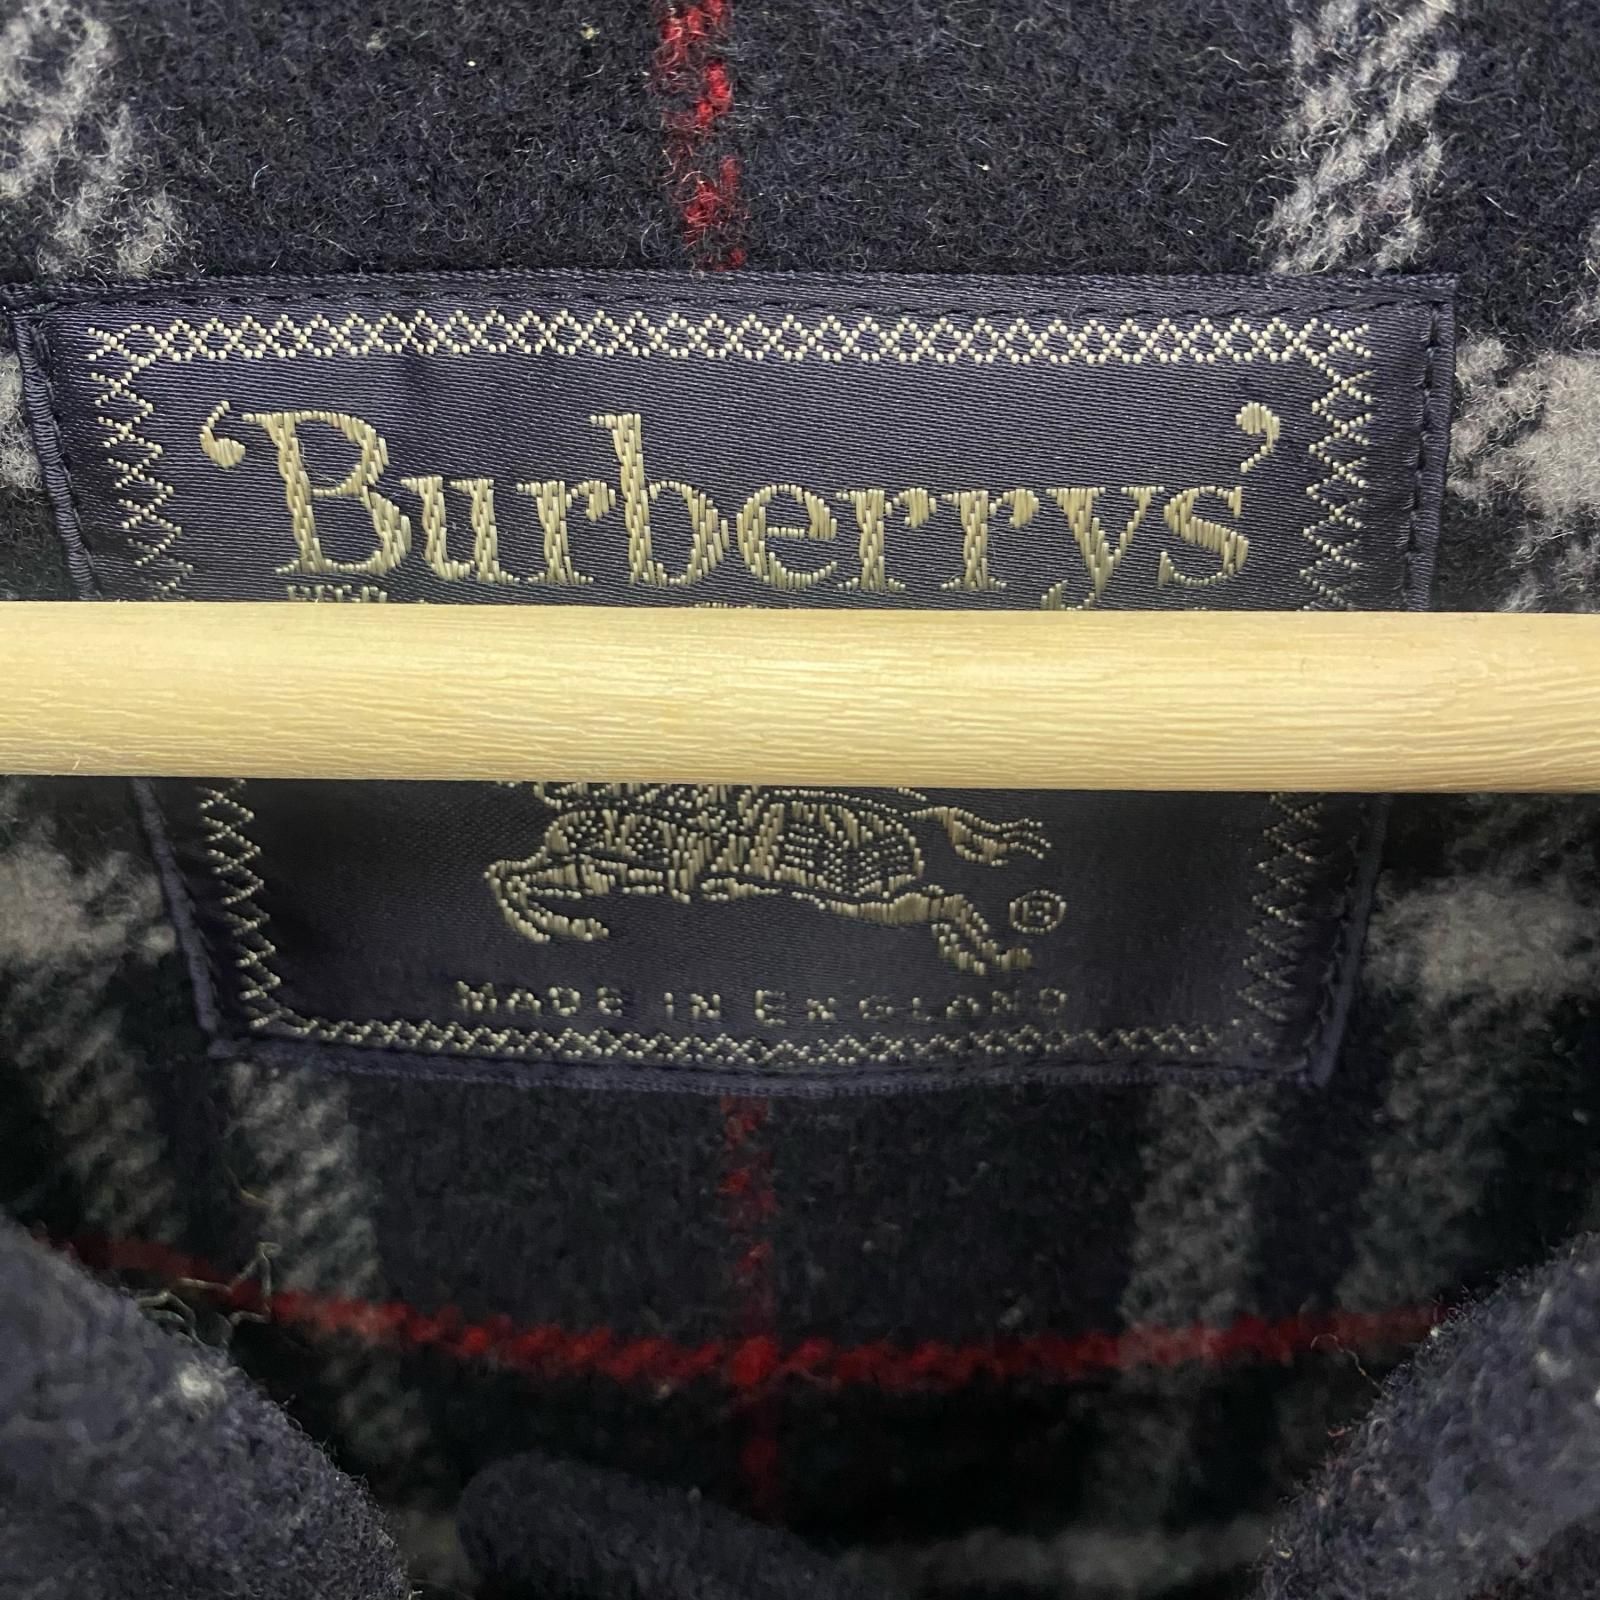 ‘Burberrys’
®
MADE IN ENGLAND